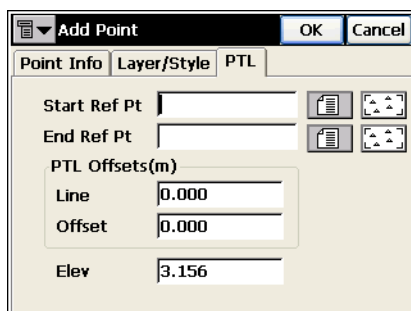 Add Point OK Cancel
Point Info Layer/Style PTL
Start Ref Pt
End Ref Pt
PTL Offsets(m)
Line 0.000
Offset 0.000
Elev 3.156